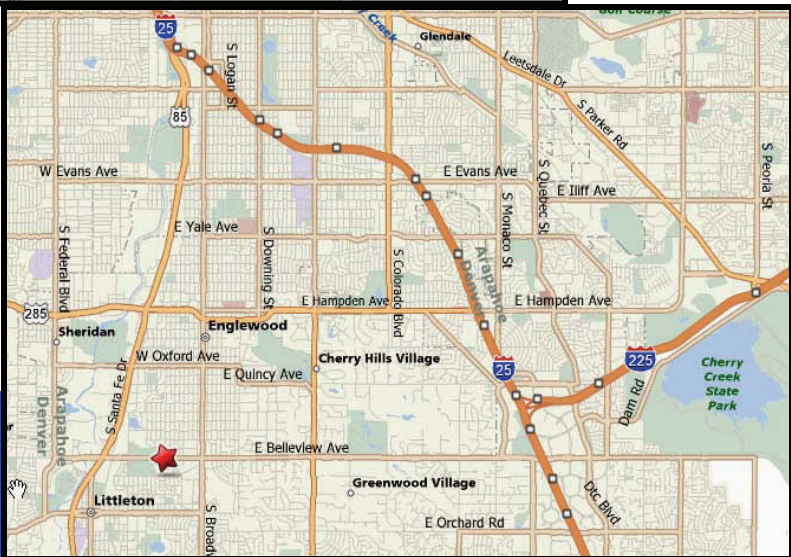 Golf Course
Creek
25
Glendale
Leetsdale Dr
S Logan St
85
S Parker Rd
S Peoria St
W Evans Ave
E Evans Ave
S Quebec St
E Iliff Ave
S Monaco St
E Yale Ave
S Federal Blvd
S Downing St
S Colorado Blvd
Arapahoe
Denver
E Hampden Ave
E Hampden Ave
285
Sheridan
Englewood
W Oxford Ave
Cherry Hills Village
225
25
Cherry
Creek
State
Park
E Quincy Ave
S Santa Fe Dr
Dam Rd
Arapahoe
Denver
E Belleview Ave
Greenwood Village
Littleton
S Broadw
Dtc Blvd
E Orchard Rd